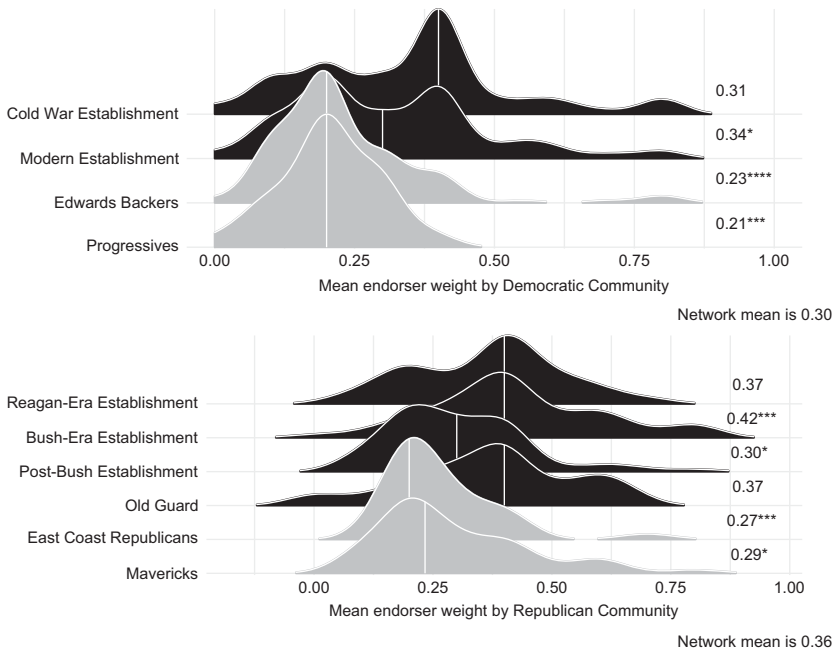 Cold War Establishment 0.31
Modern Establishment 0.34*
Edwards Backers 0.23****
Progressives 0.21***
0.00 0.25 0.50 0.75 1.00
Mean endorser weight by Democratic Community
Network mean is 0.30
Reagan-Era Establishment 0.37
Bush-Era Establishment 0.42***
Post-Bush Establishment 0.30*
Old Guard 0.37
East Coast Republicans 0.27***
Mavericks 0.29*
0.00 0.25 0.50 0.75 1.00
Mean endorser weight by Republican Community
Network mean is 0.36